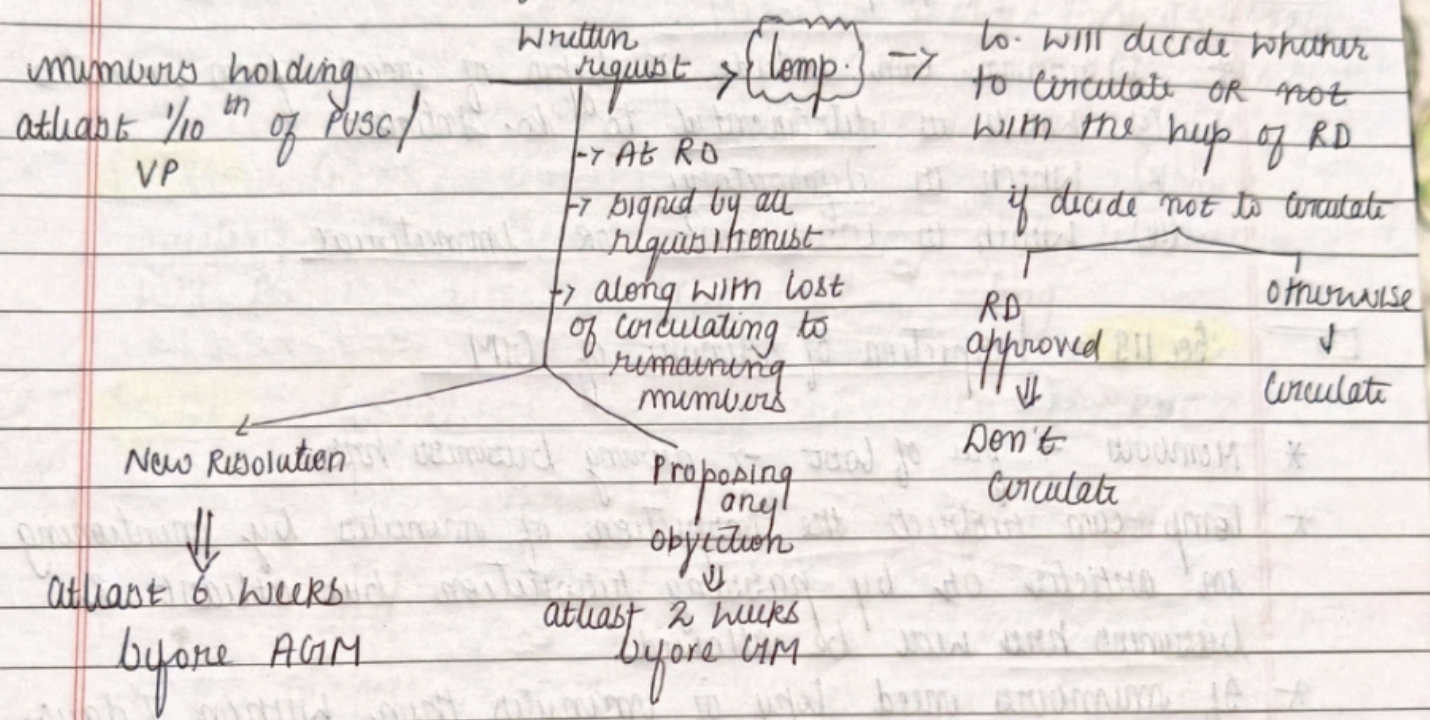 members holding
atleast 1/10th of PUSC/
VP
written
request
Comp.
Co. will decide whether
to circulate OR not
with the help of RD
→ At RO
→ signed by all
requisitionist
→ along with cost
of circulating to
remaining
members
if decide not to circulate
RD
approved
⇓
Don't
circulate
otherwise
↓
circulate
New Resolution
⇓
atleast 6 weeks
before AGM
Proposing
any
objection
⇓
atleast 2 weeks
before GM